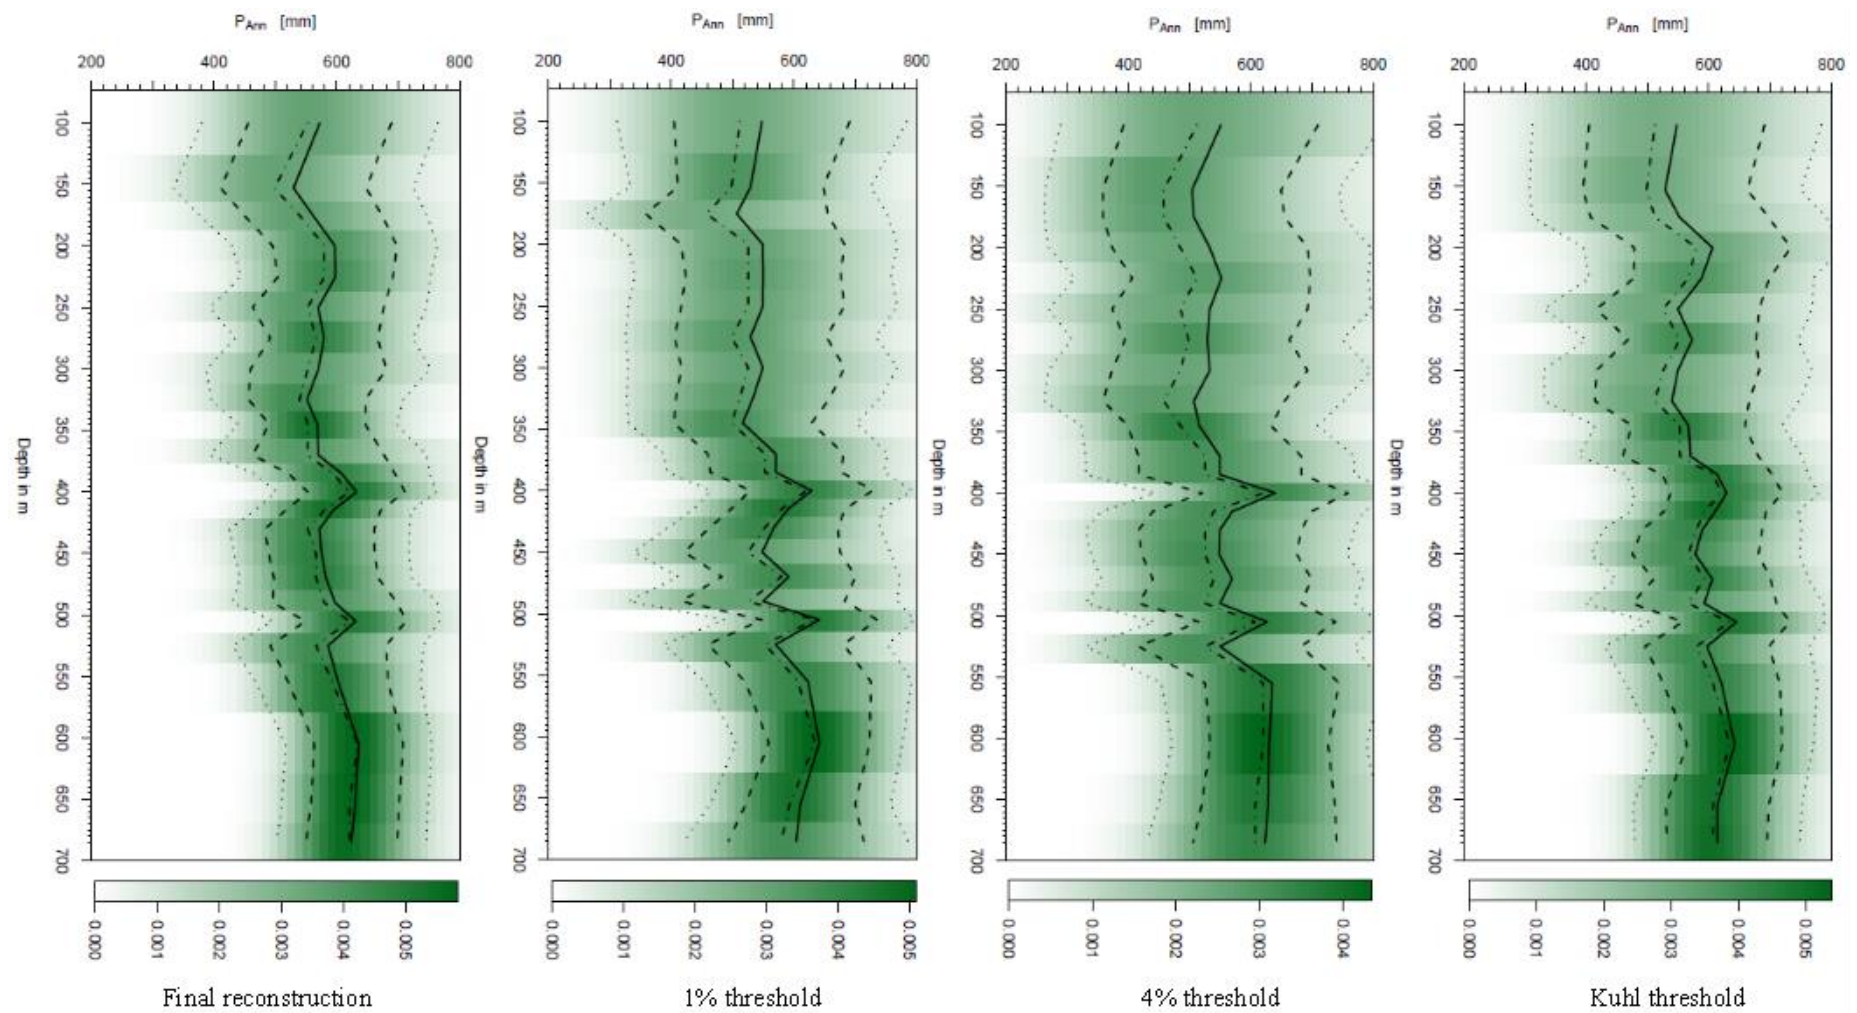 P_Ann [mm]
200 400 600 800
100 150 200 250 300 350 400 450 500 550 600 650 700
Depth in m
0.000 0.001 0.002 0.003 0.004 0.005
Final reconstruction
P_Ann [mm]
200 400 600 800
100 150 200 250 300 350 400 450 500 550 600 650 700
Depth in m
0.000 0.001 0.002 0.003 0.004 0.005
1% threshold
P_Ann [mm]
200 400 600 800
100 150 200 250 300 350 400 450 500 550 600 650 700
Depth in m
0.000 0.001 0.002 0.003 0.004
4% threshold
P_Ann [mm]
200 400 600 800
100 150 200 250 300 350 400 450 500 550 600 650 700
Depth in m
0.000 0.001 0.002 0.003 0.004 0.005
Kuhl threshold